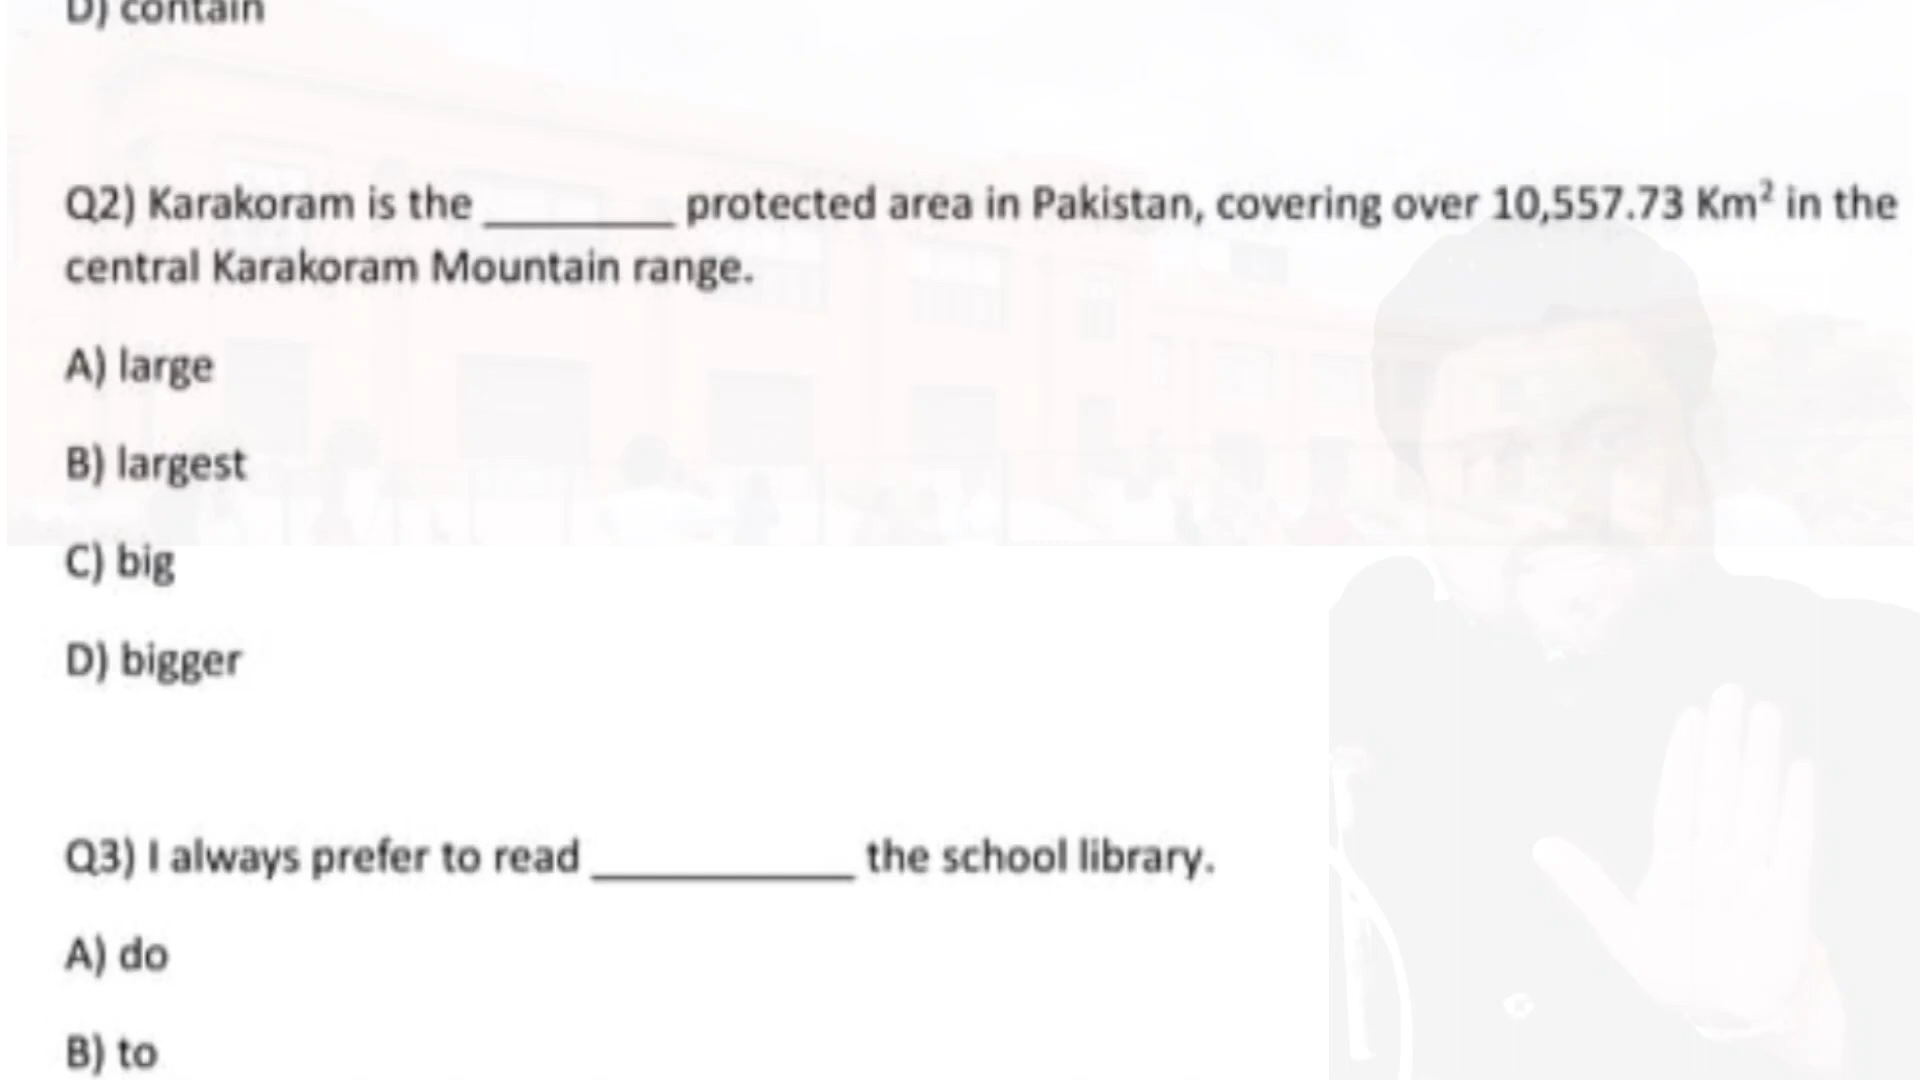 D) contain
Q2) Karakoram is the ________ protected area in Pakistan, covering over 10,557.73 Km² in the
central Karakoram Mountain range.
A) large
B) largest
C) big
D) bigger
Q3) I always prefer to read ___________ the school library.
A) do
B) to